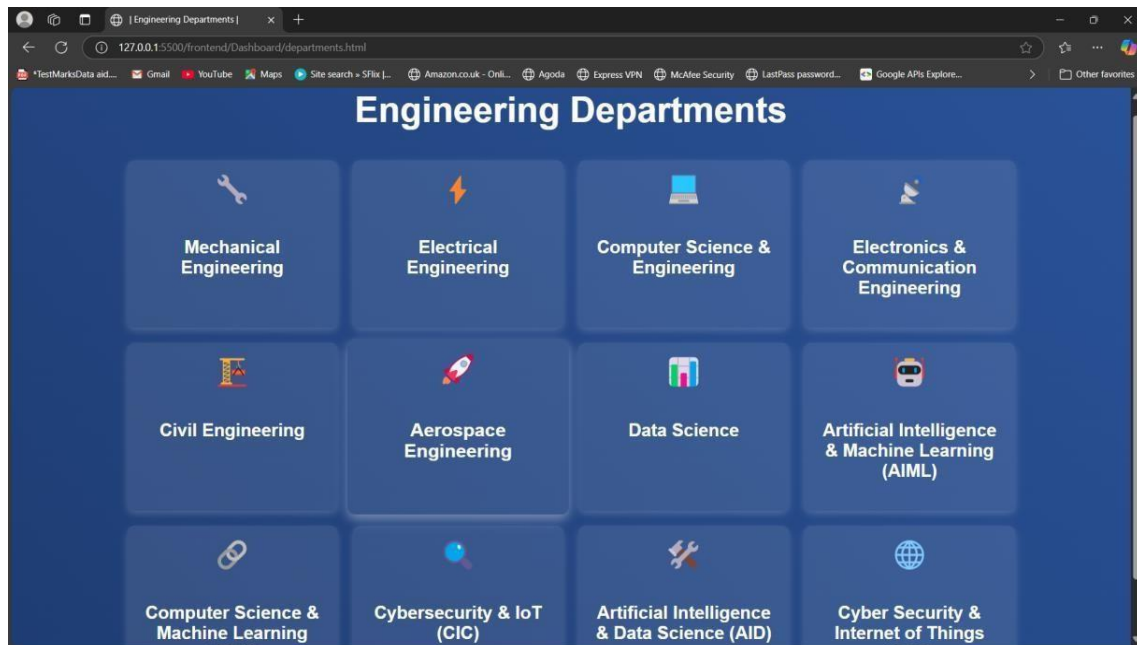 | Engineering Departments |
127.0.0.1:5500/frontend/Dashboard/departments.html
*TestMarksData aid.... Gmail YouTube Maps Site search » SFlix |... Amazon.co.uk - Onli... Agoda Express VPN McAfee Security LastPass password... Google APIs Explore... Other favorites
Engineering Departments
Mechanical
Engineering
Electrical
Engineering
Computer Science &
Engineering
Electronics &
Communication
Engineering
Civil Engineering
Aerospace
Engineering
Data Science
Artificial Intelligence
& Machine Learning
(AIML)
Computer Science &
Machine Learning
Cybersecurity & IoT
(CIC)
Artificial Intelligence
& Data Science (AID)
Cyber Security &
Internet of Things